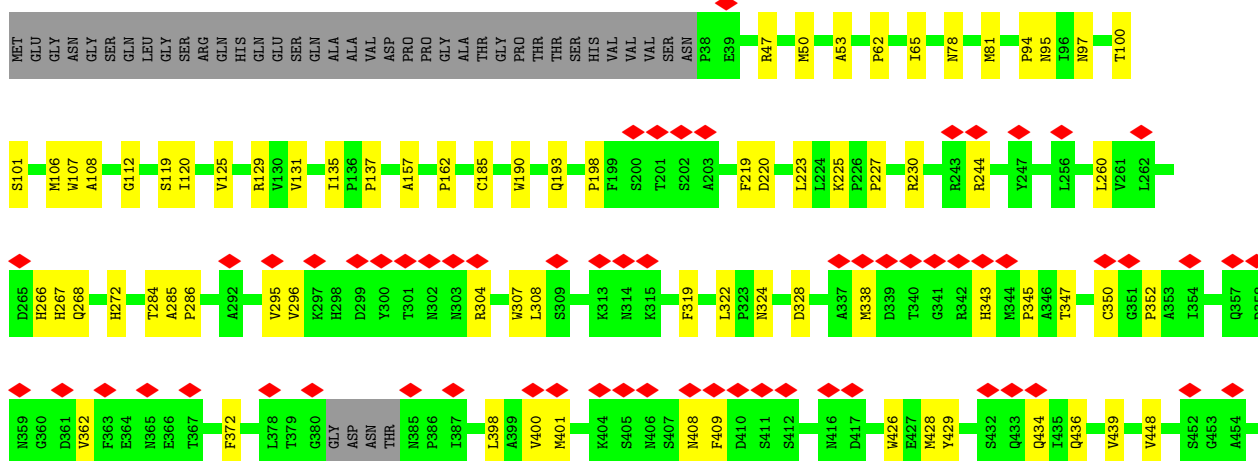 MET GLU GLY ASN GLY SER GLN LEU GLY SER ARG GLN HIS GLN GLU SER GLN ALA ALA VAL ASP PRO PRO GLY ALA THR GLY PRO THR THR SER HIS VAL VAL VAL SER ASN P38 E39 R47 M50 A53 P62 I65 N78 M81 P94 N95 I96 N97 T100
S101 M106 W107 A108 G112 S119 I120 V125 R129 V130 V131 I135 P136 P137 A157 P162 C185 W190 Q193 P198 F199 S200 T201 S202 A203 F219 D220 L223 L224 K225 P226 P227 R230 R243 R244 Y247 L256 L260 V261 L262
D265 H266 H267 Q268 H272 T284 A285 P286 A292 V295 V296 K297 H298 D299 Y300 T301 N302 N303 R304 W307 L308 S309 K313 N314 K315 F319 L322 P323 N324 D328 A337 M338 D339 T340 G341 R342 H343 M344 P345 A346 T347 C350 G351 P352 A353 I354 Q357
N359 G360 D361 V362 F363 E364 N365 E366 T367 F372 L378 T379 G380 GLY ASP ASN THR N385 P386 I387 L398 A399 V400 M401 K404 S405 N406 S407 N408 F409 D410 S411 S412 N416 D417 W426 E427 M428 Y429 S432 Q433 Q434 I435 Q436 V439 V448 S452 G453 A454